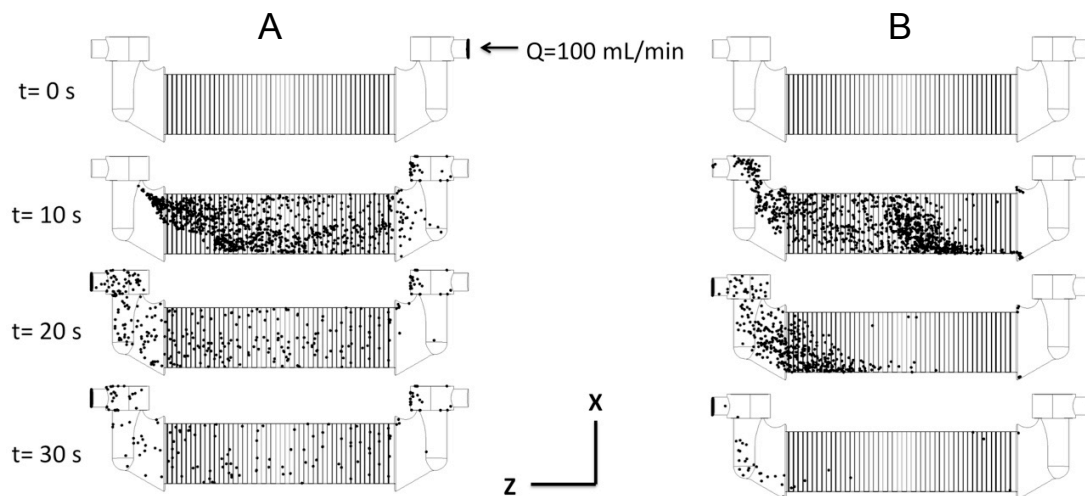 A
B
Q=100 mL/min
t= 0 s
t= 10 s
t= 20 s
t= 30 s
X
Z